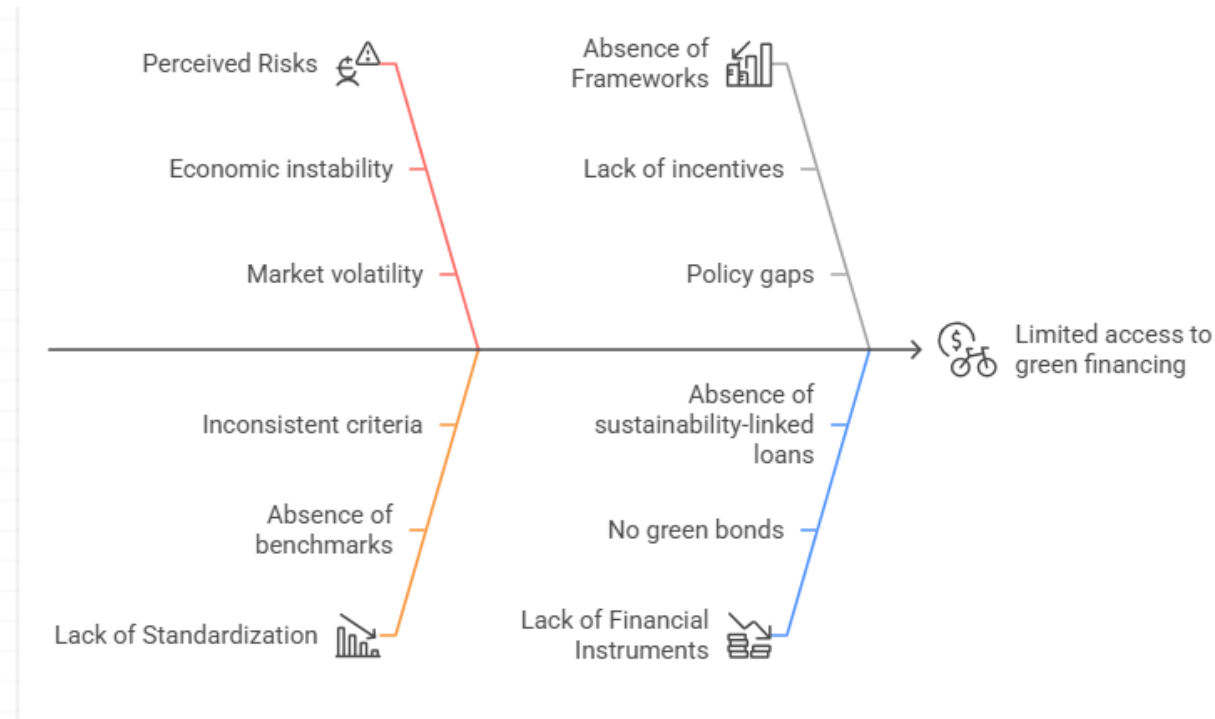 Perceived Risks
Economic instability
Market volatility
Absence of
Frameworks
Lack of incentives
Policy gaps
Limited access to
green financing
Inconsistent criteria
Absence of
benchmarks
Lack of Standardization
Absence of
sustainability-linked
loans
No green bonds
Lack of Financial
Instruments